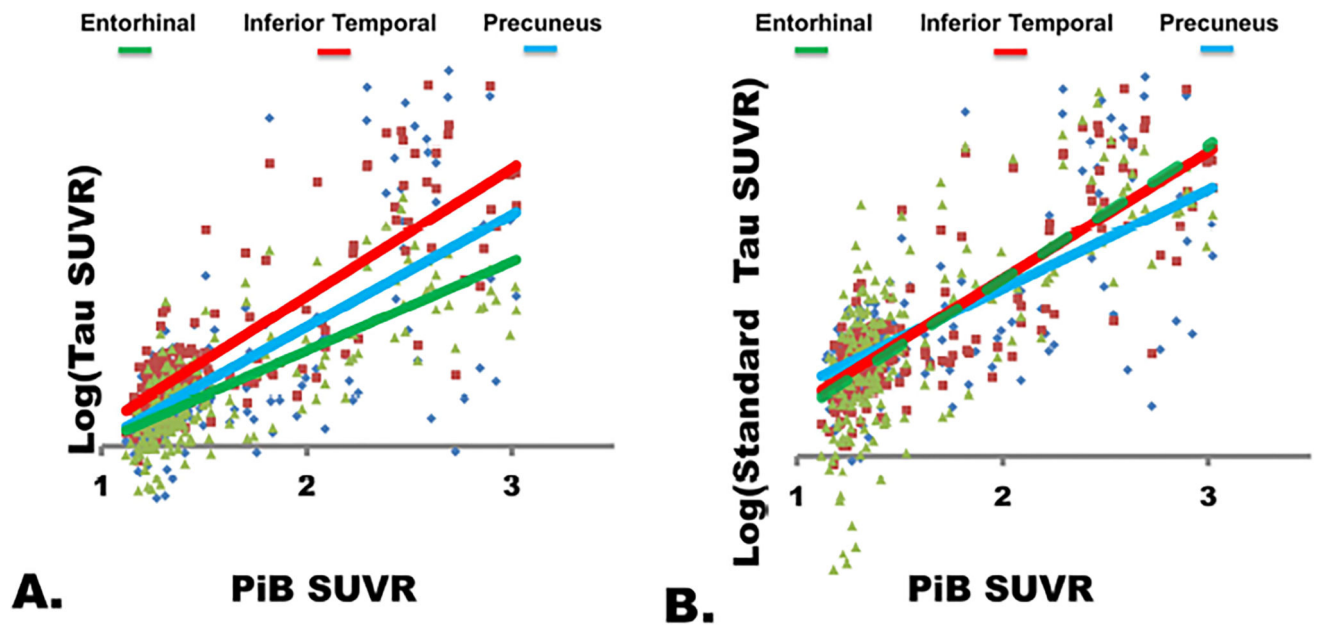 Entorhinal Inferior Temporal Precuneus
Log(Tau SUVR)
1 2 3
PiB SUVR
A.
Entorhinal Inferior Temporal Precuneus
Log(Standard Tau SUVR)
1 2 3
PiB SUVR
B.